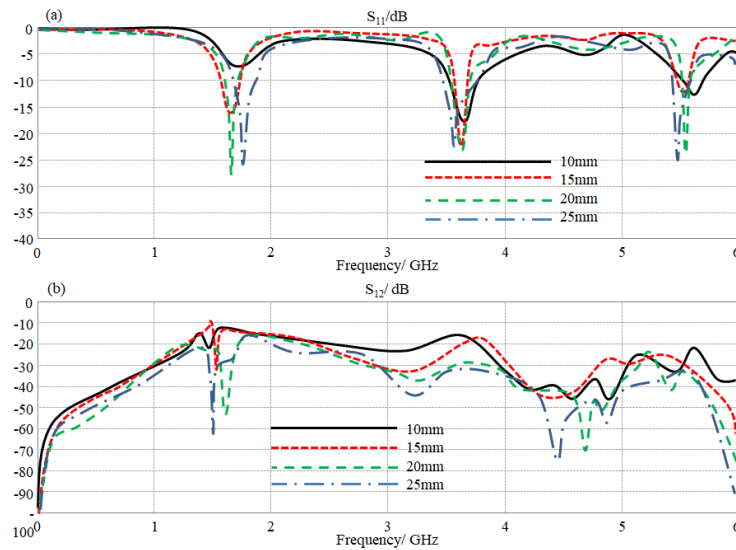 (a) S11/dB
0
-5
-10
-15
-20
-25
-30
-35
-40
10mm
15mm
20mm
25mm
0 1 2 3 4 5 6
Frequency/ GHz
(b) S12/ dB
0
-10
-20
-30
-40
-50
-60
-70
-80
-90
-
100
10mm
15mm
20mm
25mm
0 1 2 3 4 5 6
Frequency/ GHz